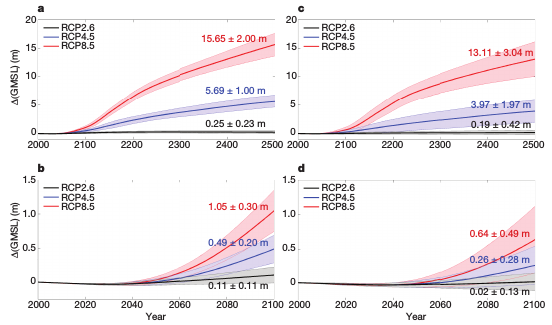 a
20
15
10
5
0
Δ(GMSL) (m)
RCP2.6
RCP4.5
RCP8.5
15.65 ± 2.00 m
5.69 ± 1.00 m
0.25 ± 0.23 m
2000 2100 2200 2300 2400 2500
c
20
15
10
5
0
RCP2.6
RCP4.5
RCP8.5
13.11 ± 3.04 m
3.97 ± 1.97 m
0.19 ± 0.42 m
2000 2100 2200 2300 2400 2500
b
1.5
1.0
0.5
0
Δ(GMSL) (m)
RCP2.6
RCP4.5
RCP8.5
1.05 ± 0.30 m
0.49 ± 0.20 m
0.11 ± 0.11 m
2000 2020 2040 2060 2080 2100
Year
d
1.5
1.0
0.5
0
RCP2.6
RCP4.5
RCP8.5
0.64 ± 0.49 m
0.26 ± 0.28 m
0.02 ± 0.13 m
2000 2020 2040 2060 2080 2100
Year